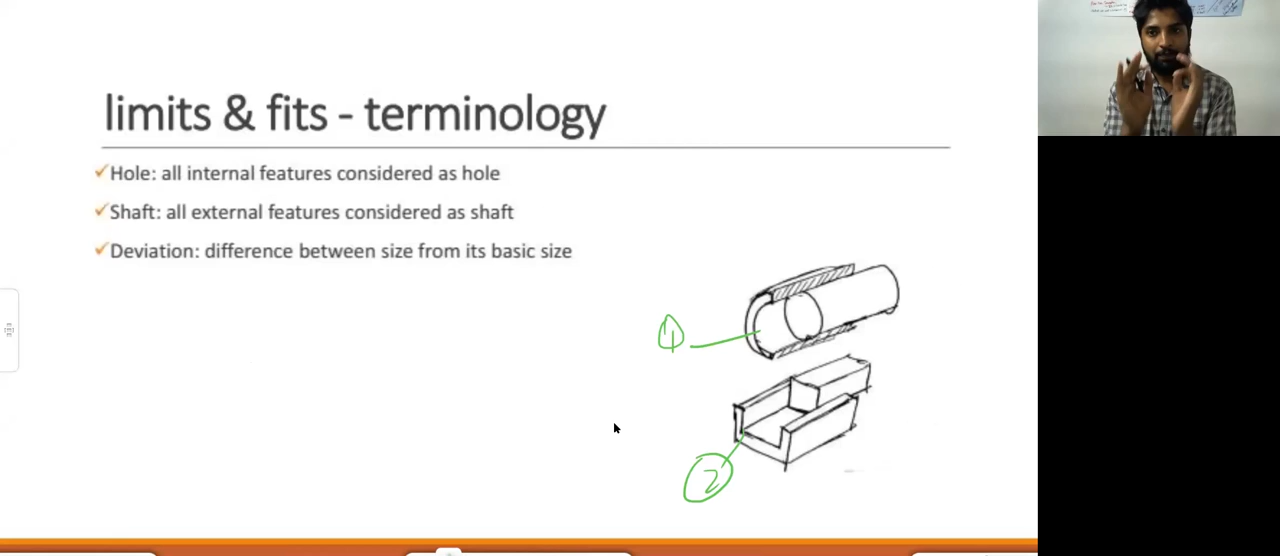 limits & fits - terminology
Hole: all internal features considered as hole
Shaft: all external features considered as shaft
Deviation: difference between size from its basic size
1
2